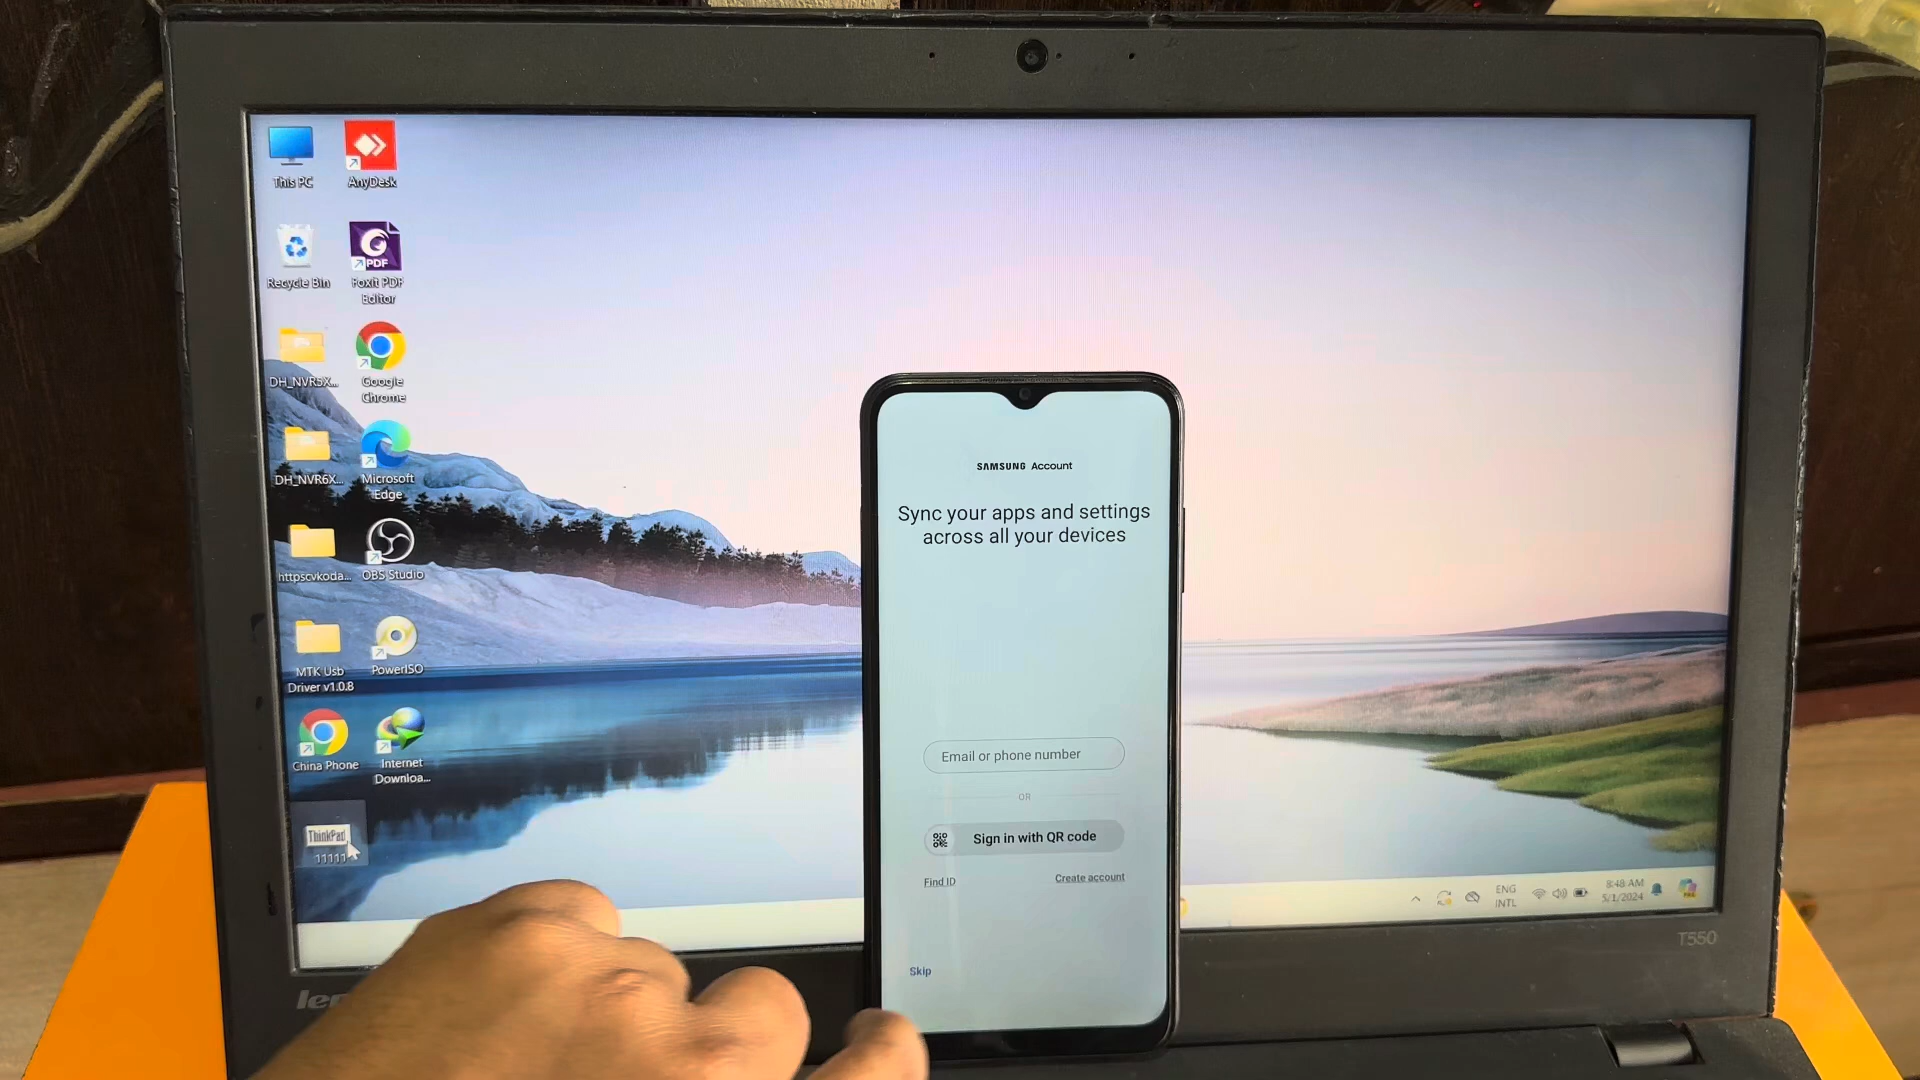 This PC
AnyDesk
Recycle Bin
PDF
Foxit PDF
Editor
DH_NVR5X...
Google
Chrome
DH_NVR6X...
Microsoft
Edge
httpscvkoda...
OBS Studio
MTK Usb
Driver v1.0.8
PowerISO
China Phone
Internet
Downloa...
ThinkPad
11111
SAMSUNG Account
Sync your apps and settings
across all your devices
Email or phone number
OR
Sign in with QR code
Find ID
Create account
Skip
ENG
INTL
8:48 AM
5/1/2024
T550